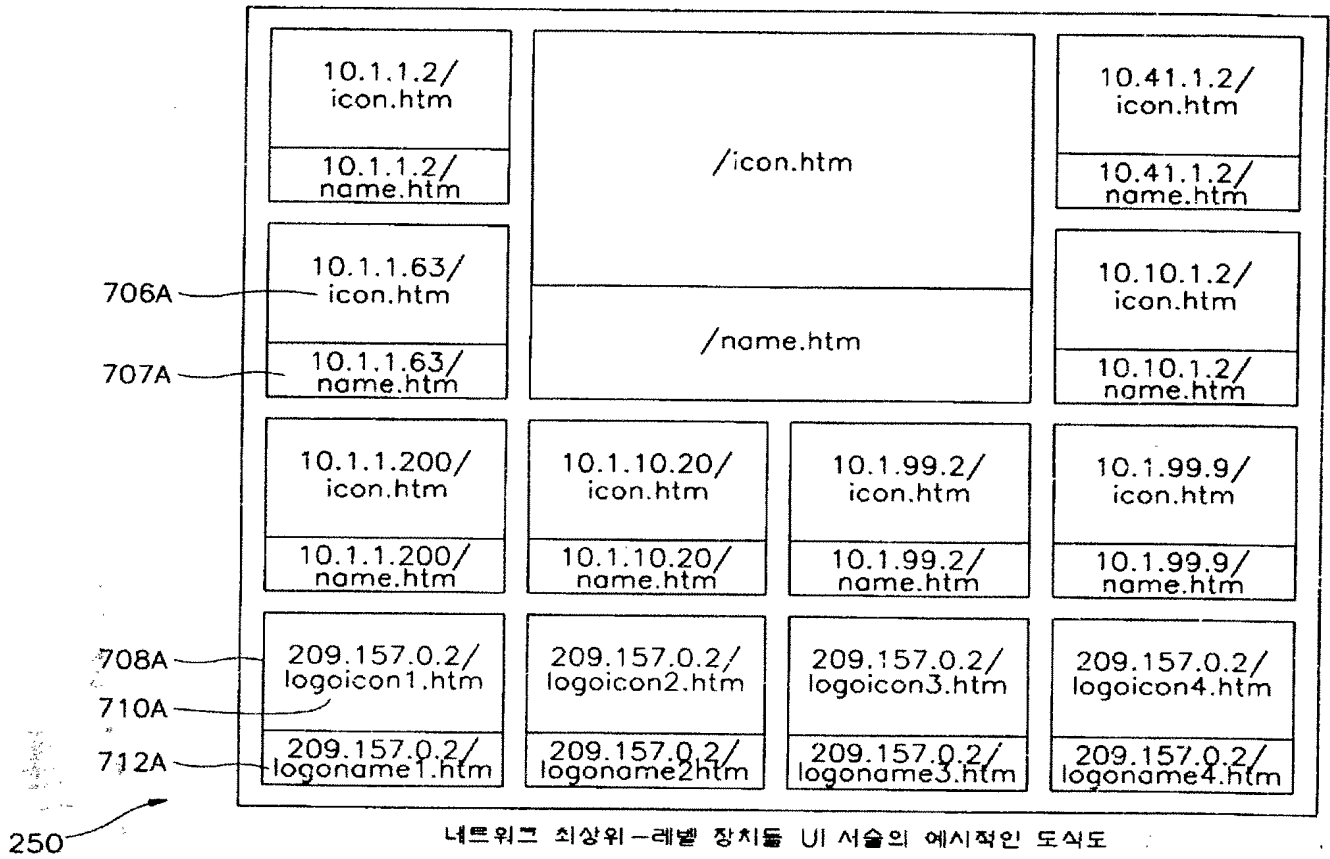 10.1.1.2/
icon.htm
10.1.1.2/
name.htm
/icon.htm
/name.htm
10.41.1.2/
icon.htm
10.41.1.2/
name.htm
706A
10.1.1.63/
icon.htm
707A
10.1.1.63/
name.htm
10.10.1.2/
icon.htm
10.10.1.2/
name.htm
10.1.1.200/
icon.htm
10.1.1.200/
name.htm
10.1.10.20/
icon.htm
10.1.10.20/
name.htm
10.1.99.2/
icon.htm
10.1.99.2/
name.htm
10.1.99.9/
icon.htm
10.1.99.9/
name.htm
708A
710A
712A
209.157.0.2/
logoicon1.htm
209.157.0.2/
logoname1.htm
209.157.0.2/
logoicon2.htm
209.157.0.2/
logoname2htm
209.157.0.2/
logoicon3.htm
209.157.0.2/
logoname3.htm
209.157.0.2/
logoicon4.htm
209.157.0.2/
logoname4.htm
250
네트워크 최상위-레벨 장치들 UI 서술의 예시적인 도식도